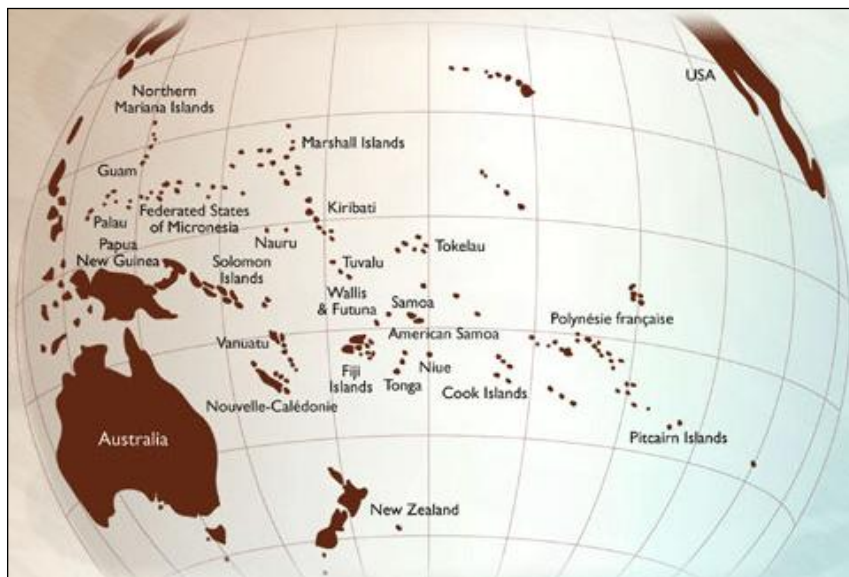 USA
Northern
Mariana Islands
Marshall Islands
Guam
Palau
Federated States
of Micronesia
Kiribati
Nauru
Papua
New Guinea
Solomon
Islands
Tuvalu
Tokelau
Wallis
& Futuna
Samoa
American Samoa
Polynésie française
Vanuatu
Fiji
Islands
Tonga
Niue
Cook Islands
Nouvelle-Calédonie
Australia
Pitcairn Islands
New Zealand